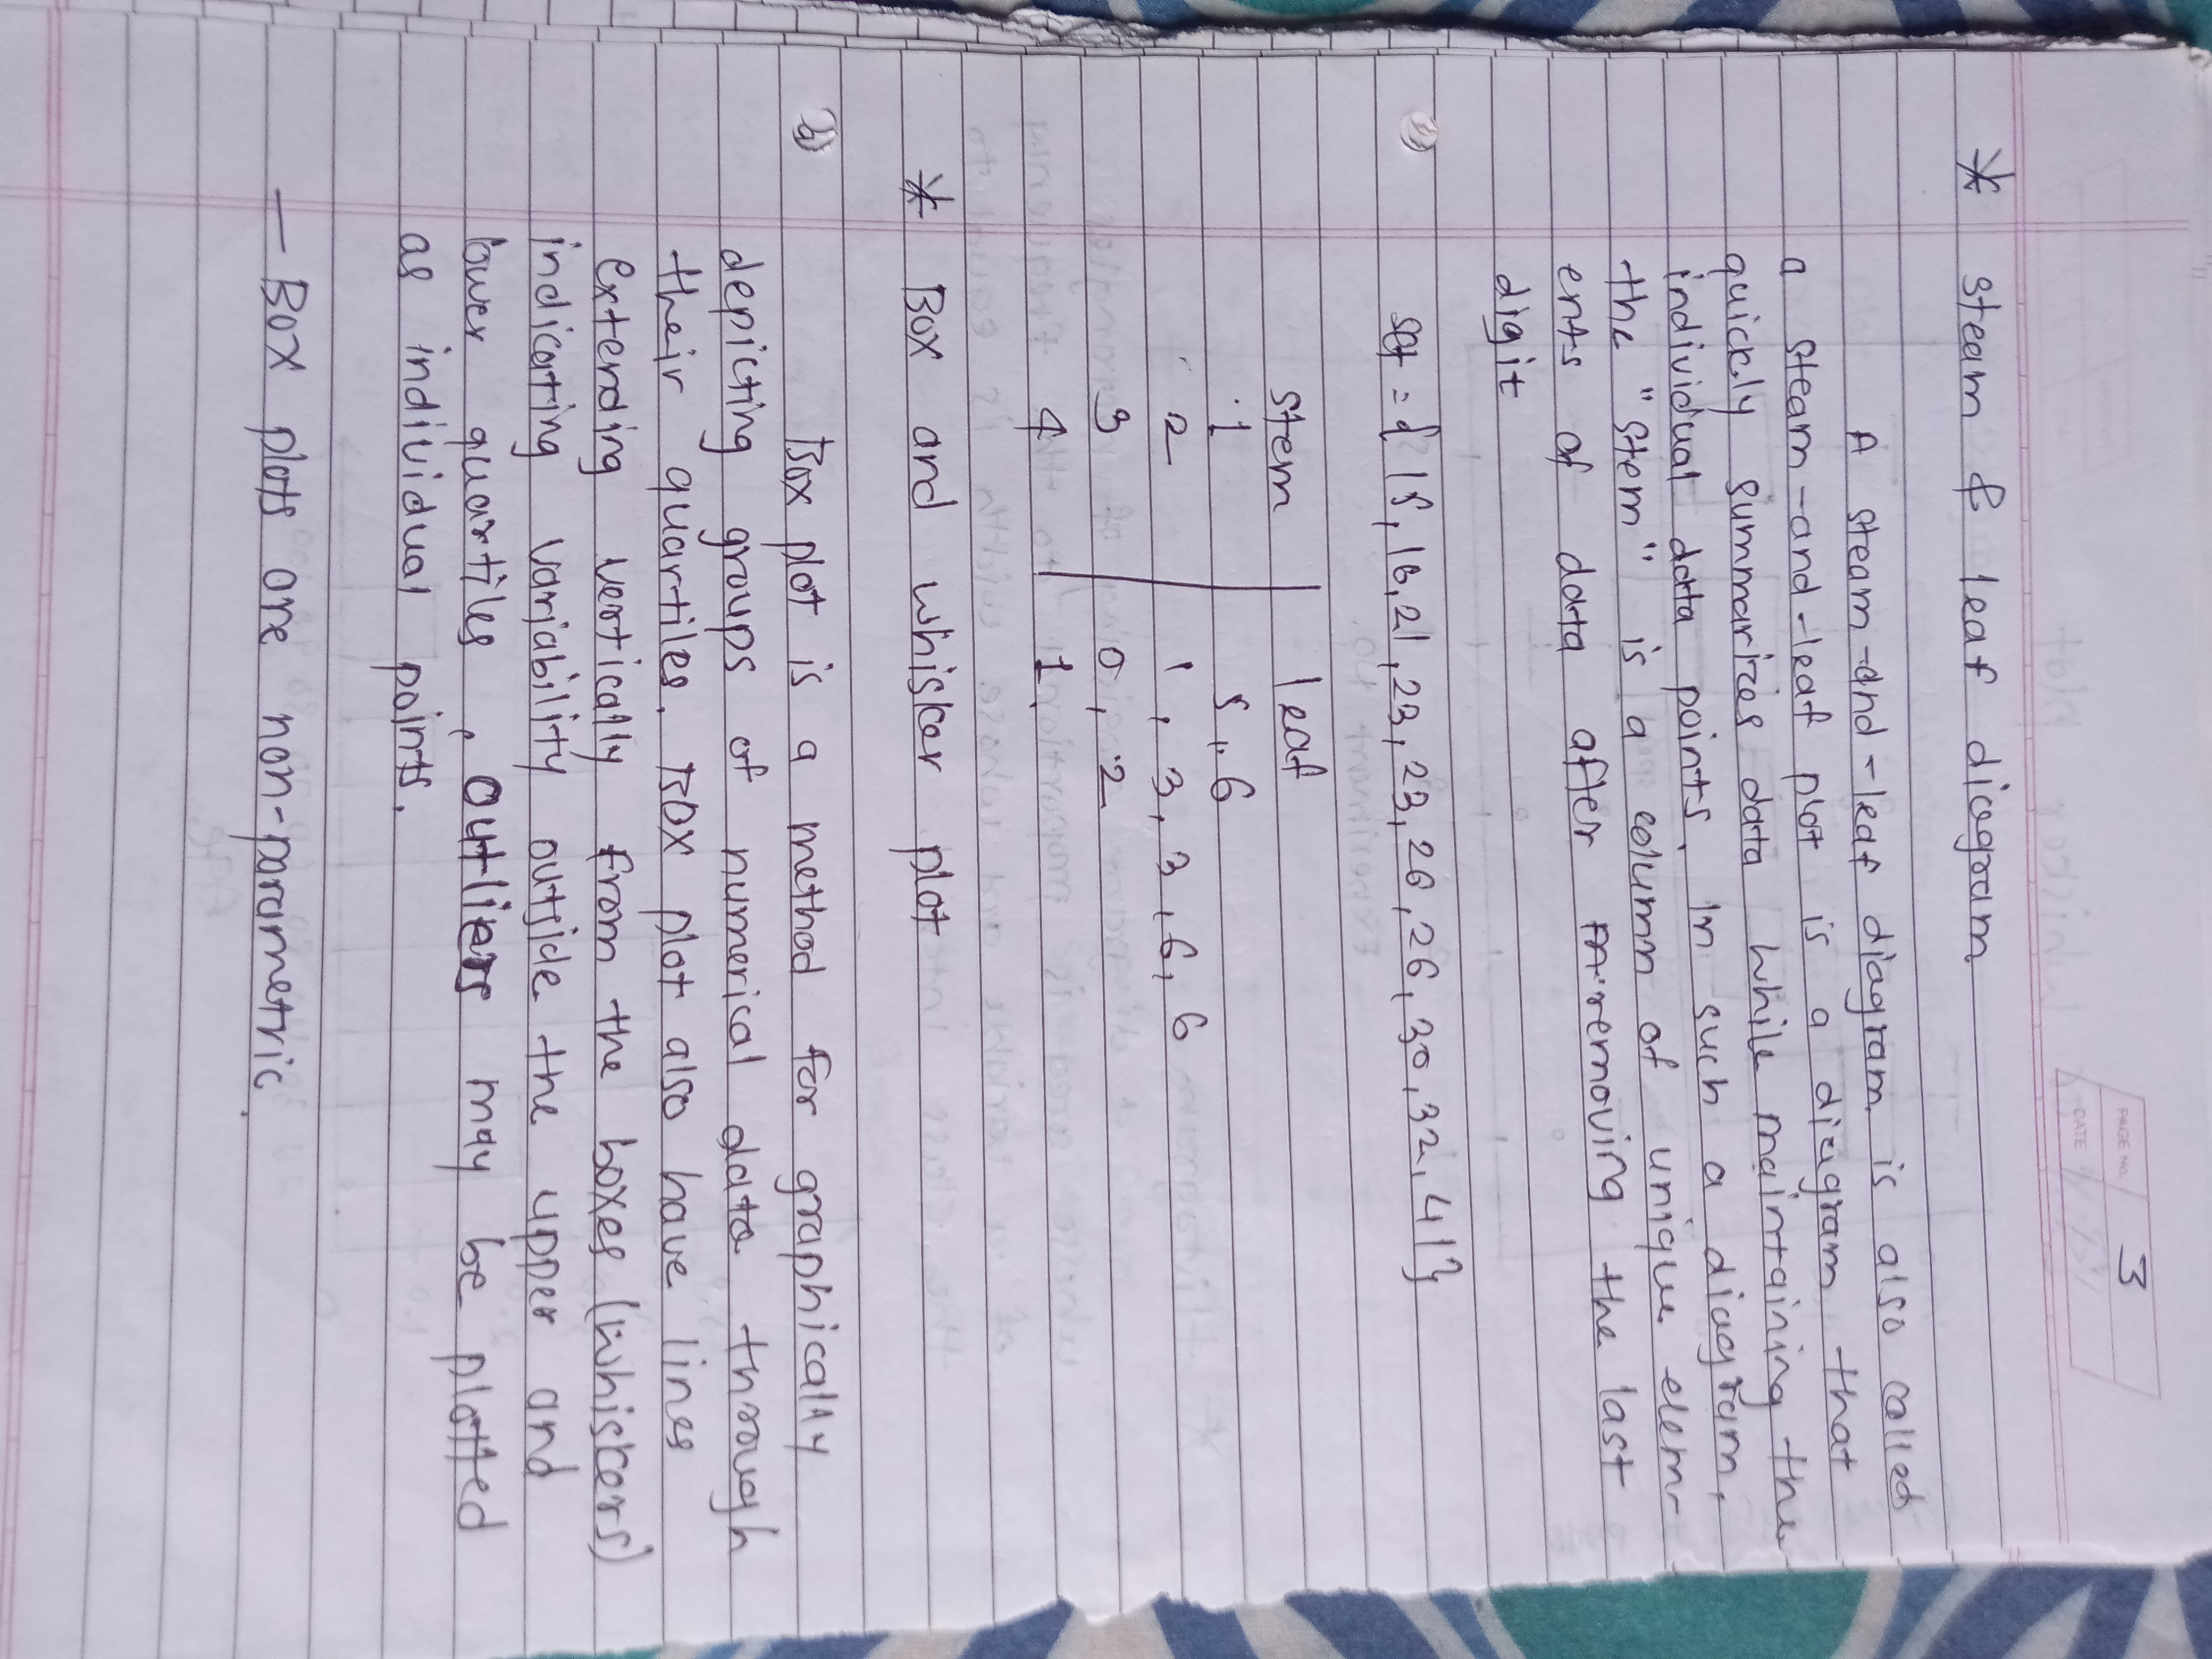 PAGE No. 3
DATE
* steam & leaf diagram
A steam-and-leaf diagram is also called
a steam-and-leaf plot is a diagram that
quickly summarizes data while maintaining the
individual data points. In such a diagram,
the "stem" is a column of unique elem-
ents of data after removing the last
digit
set = { 15, 16, 21, 23, 23, 26, 26, 30, 32, 41}
stem | leaf
1 | 5, 6
2 | 1, 3, 3, 6, 6
3 | 0, 2
4 | 1
* Box and whisker plot
Box plot is a method for graphically
depicting groups of numerical data through
their quartiles. Box plot also have lines
extending vertically from the boxes (whiskers)
indicating variability outside the upper and
lower quartiles, outliers may be plotted
as individual points.
— Box plots are non-parametric.